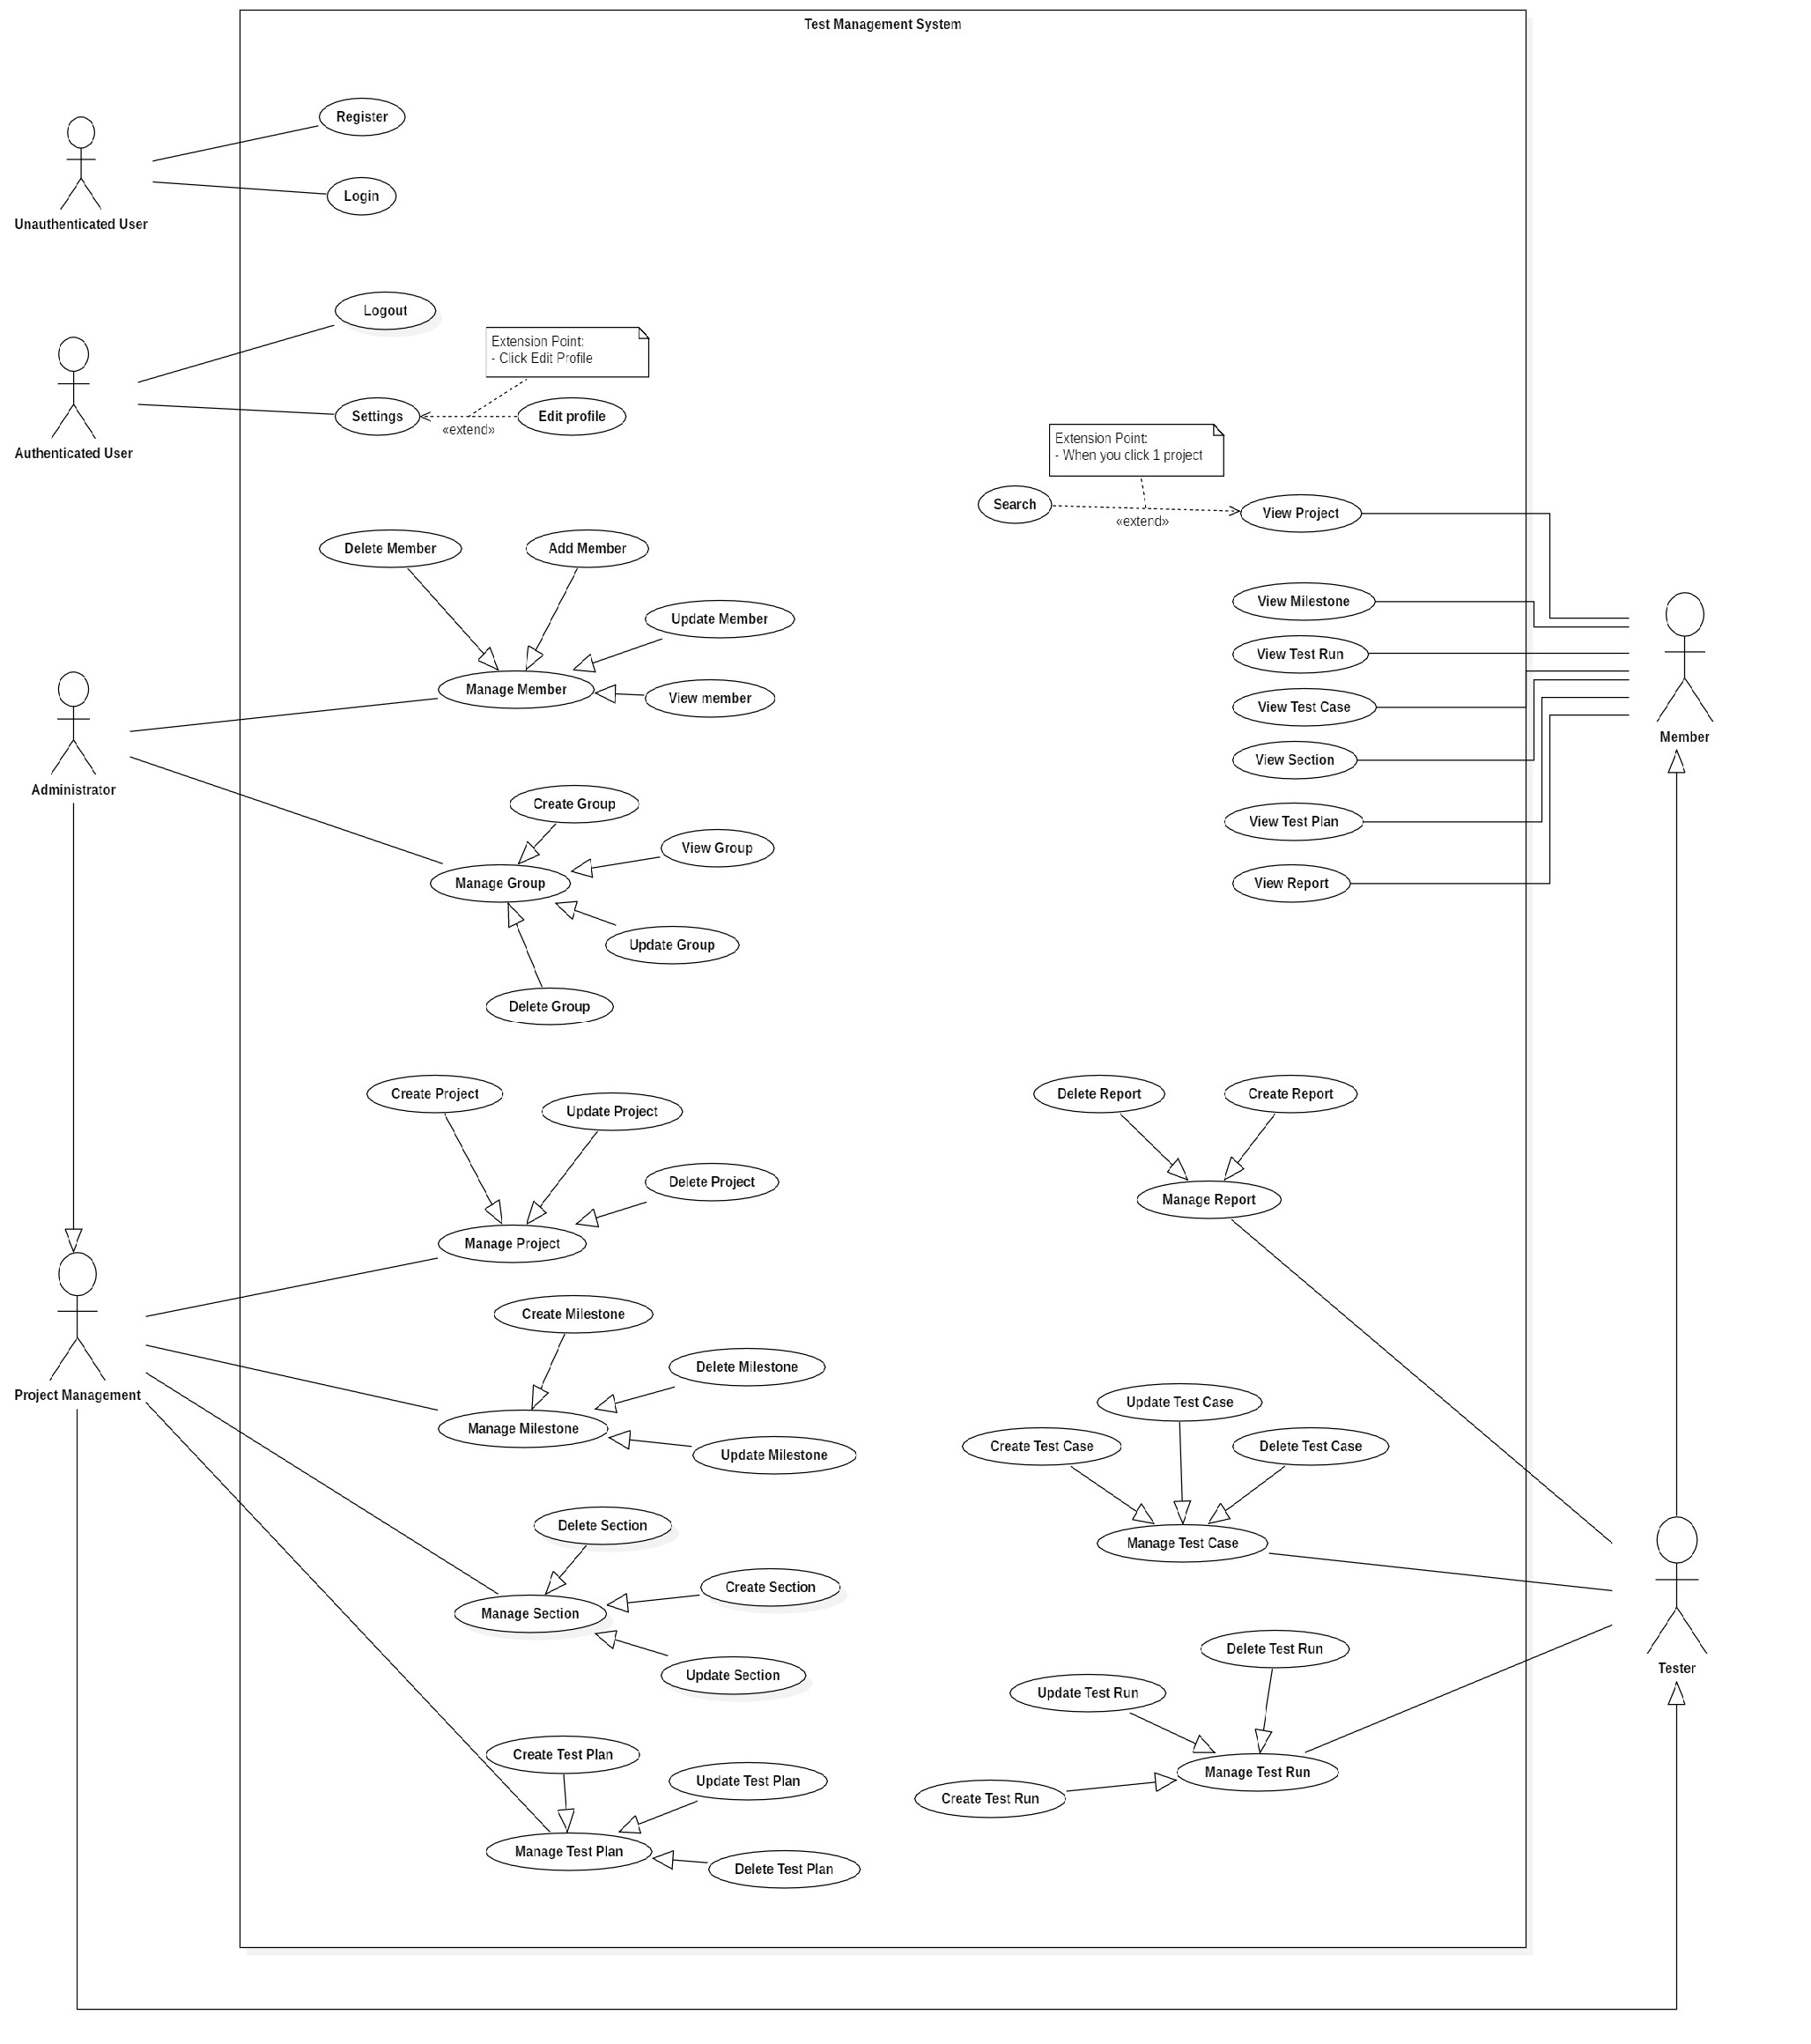 Test Management System
Register
Login
Unauthenticated User
Logout
Extension Point:
- Click Edit Profile
Settings
«extend»
Edit profile
Authenticated User
Extension Point:
- When you click 1 project
Search
«extend»
View Project
Delete Member
Add Member
Update Member
Manage Member
View member
Administrator
View Milestone
View Test Run
View Test Case
View Section
View Test Plan
View Report
Member
Create Group
View Group
Manage Group
Update Group
Delete Group
Create Project
Update Project
Delete Project
Manage Project
Delete Report
Create Report
Manage Report
Project Management
Create Milestone
Delete Milestone
Manage Milestone
Update Milestone
Update Test Case
Create Test Case
Delete Test Case
Manage Test Case
Delete Section
Create Section
Manage Section
Update Section
Tester
Delete Test Run
Update Test Run
Manage Test Run
Create Test Run
Create Test Plan
Update Test Plan
Manage Test Plan
Delete Test Plan